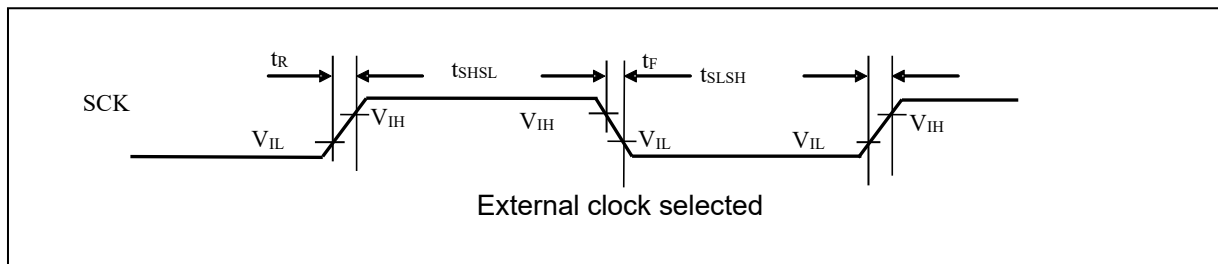 tR tSHSL tF tSLSH
SCK
VIH VIH VIH
VIL VIL VIL
External clock selected